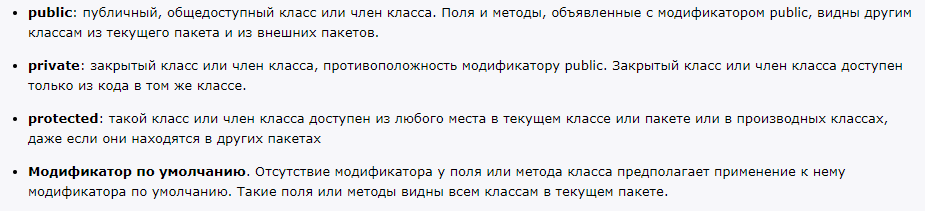 • public: публичный, общедоступный класс или член класса. Поля и методы, объявленные с модификатором public, видны другим
классам из текущего пакета и из внешних пакетов.
• private: закрытый класс или член класса, противоположность модификатору public. Закрытый класс или член класса доступен
только из кода в том же классе.
• protected: такой класс или член класса доступен из любого места в текущем классе или пакете или в производных классах,
даже если они находятся в других пакетах
• Модификатор по умолчанию. Отсутствие модификатора у поля или метода класса предполагает применение к нему
модификатора по умолчанию. Такие поля или методы видны всем классам в текущем пакете.